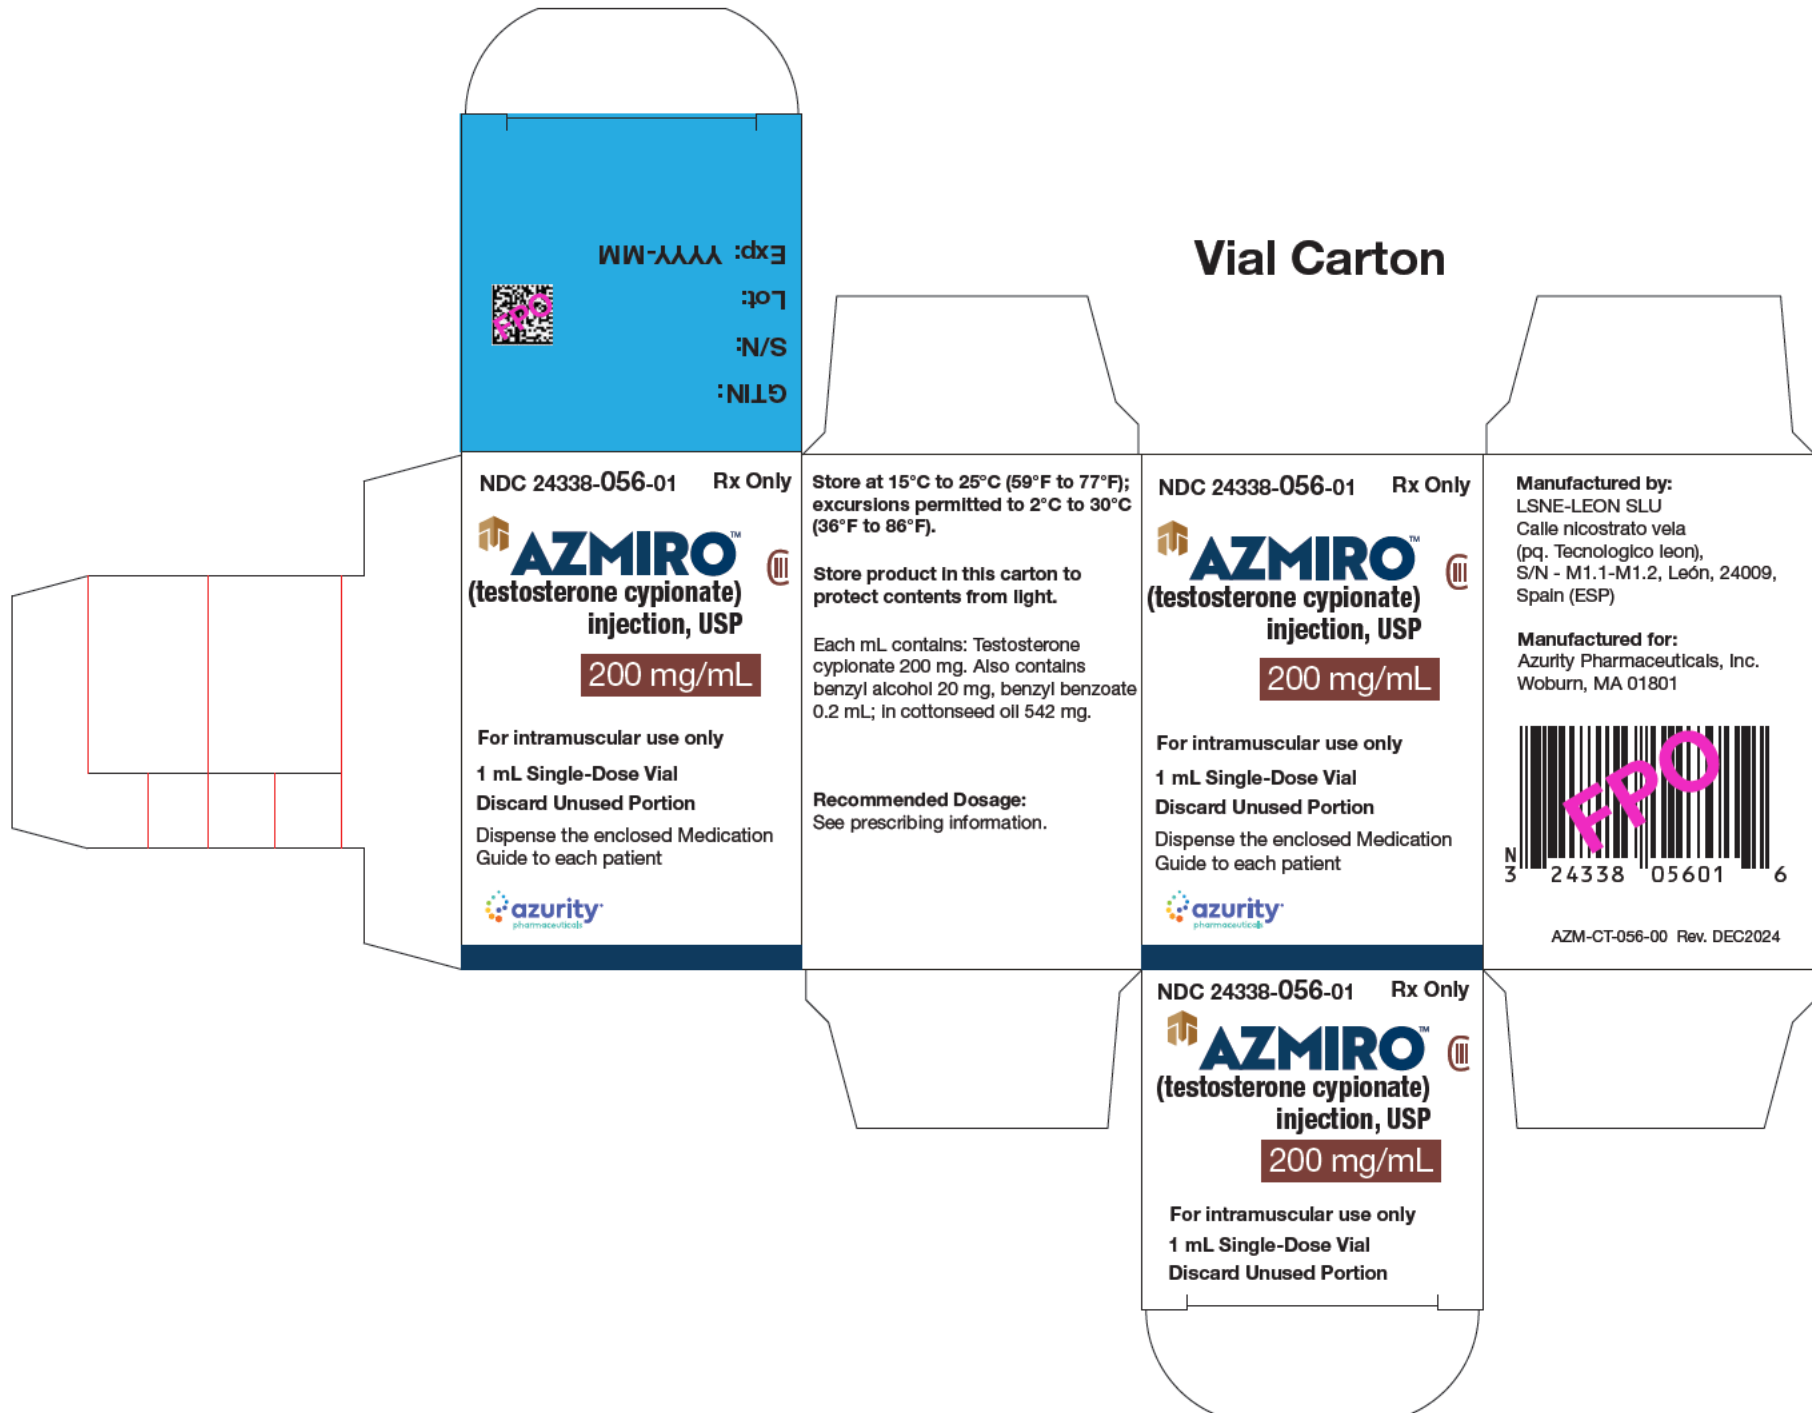 Vial Carton
Exp: YYYY-MM
Lot:
S/N:
GTIN:
FPO
NDC 24338-056-01 Rx Only
AZMIRO™
CIII
(testosterone cypionate)
injection, USP
200 mg/mL
For intramuscular use only
1 mL Single-Dose Vial
Discard Unused Portion
Dispense the enclosed Medication
Guide to each patient
azurity
pharmaceuticals
Store at 15°C to 25°C (59°F to 77°F);
excursions permitted to 2°C to 30°C
(36°F to 86°F).
Store product in this carton to
protect contents from light.
Each mL contains: Testosterone
cypionate 200 mg. Also contains
benzyl alcohol 20 mg, benzyl benzoate
0.2 mL; in cottonseed oil 542 mg.
Recommended Dosage:
See prescribing information.
NDC 24338-056-01 Rx Only
AZMIRO™
CIII
(testosterone cypionate)
injection, USP
200 mg/mL
For intramuscular use only
1 mL Single-Dose Vial
Discard Unused Portion
Dispense the enclosed Medication
Guide to each patient
azurity
pharmaceuticals
Manufactured by:
LSNE-LEON SLU
Calle nicostrato vela
(pq. Tecnologico leon),
S/N - M1.1-M1.2, León, 24009,
Spain (ESP)
Manufactured for:
Azurity Pharmaceuticals, Inc.
Woburn, MA 01801
FPO
N
3 24338 05601 6
AZM-CT-056-00 Rev. DEC2024
NDC 24338-056-01 Rx Only
AZMIRO™
CIII
(testosterone cypionate)
injection, USP
200 mg/mL
For intramuscular use only
1 mL Single-Dose Vial
Discard Unused Portion